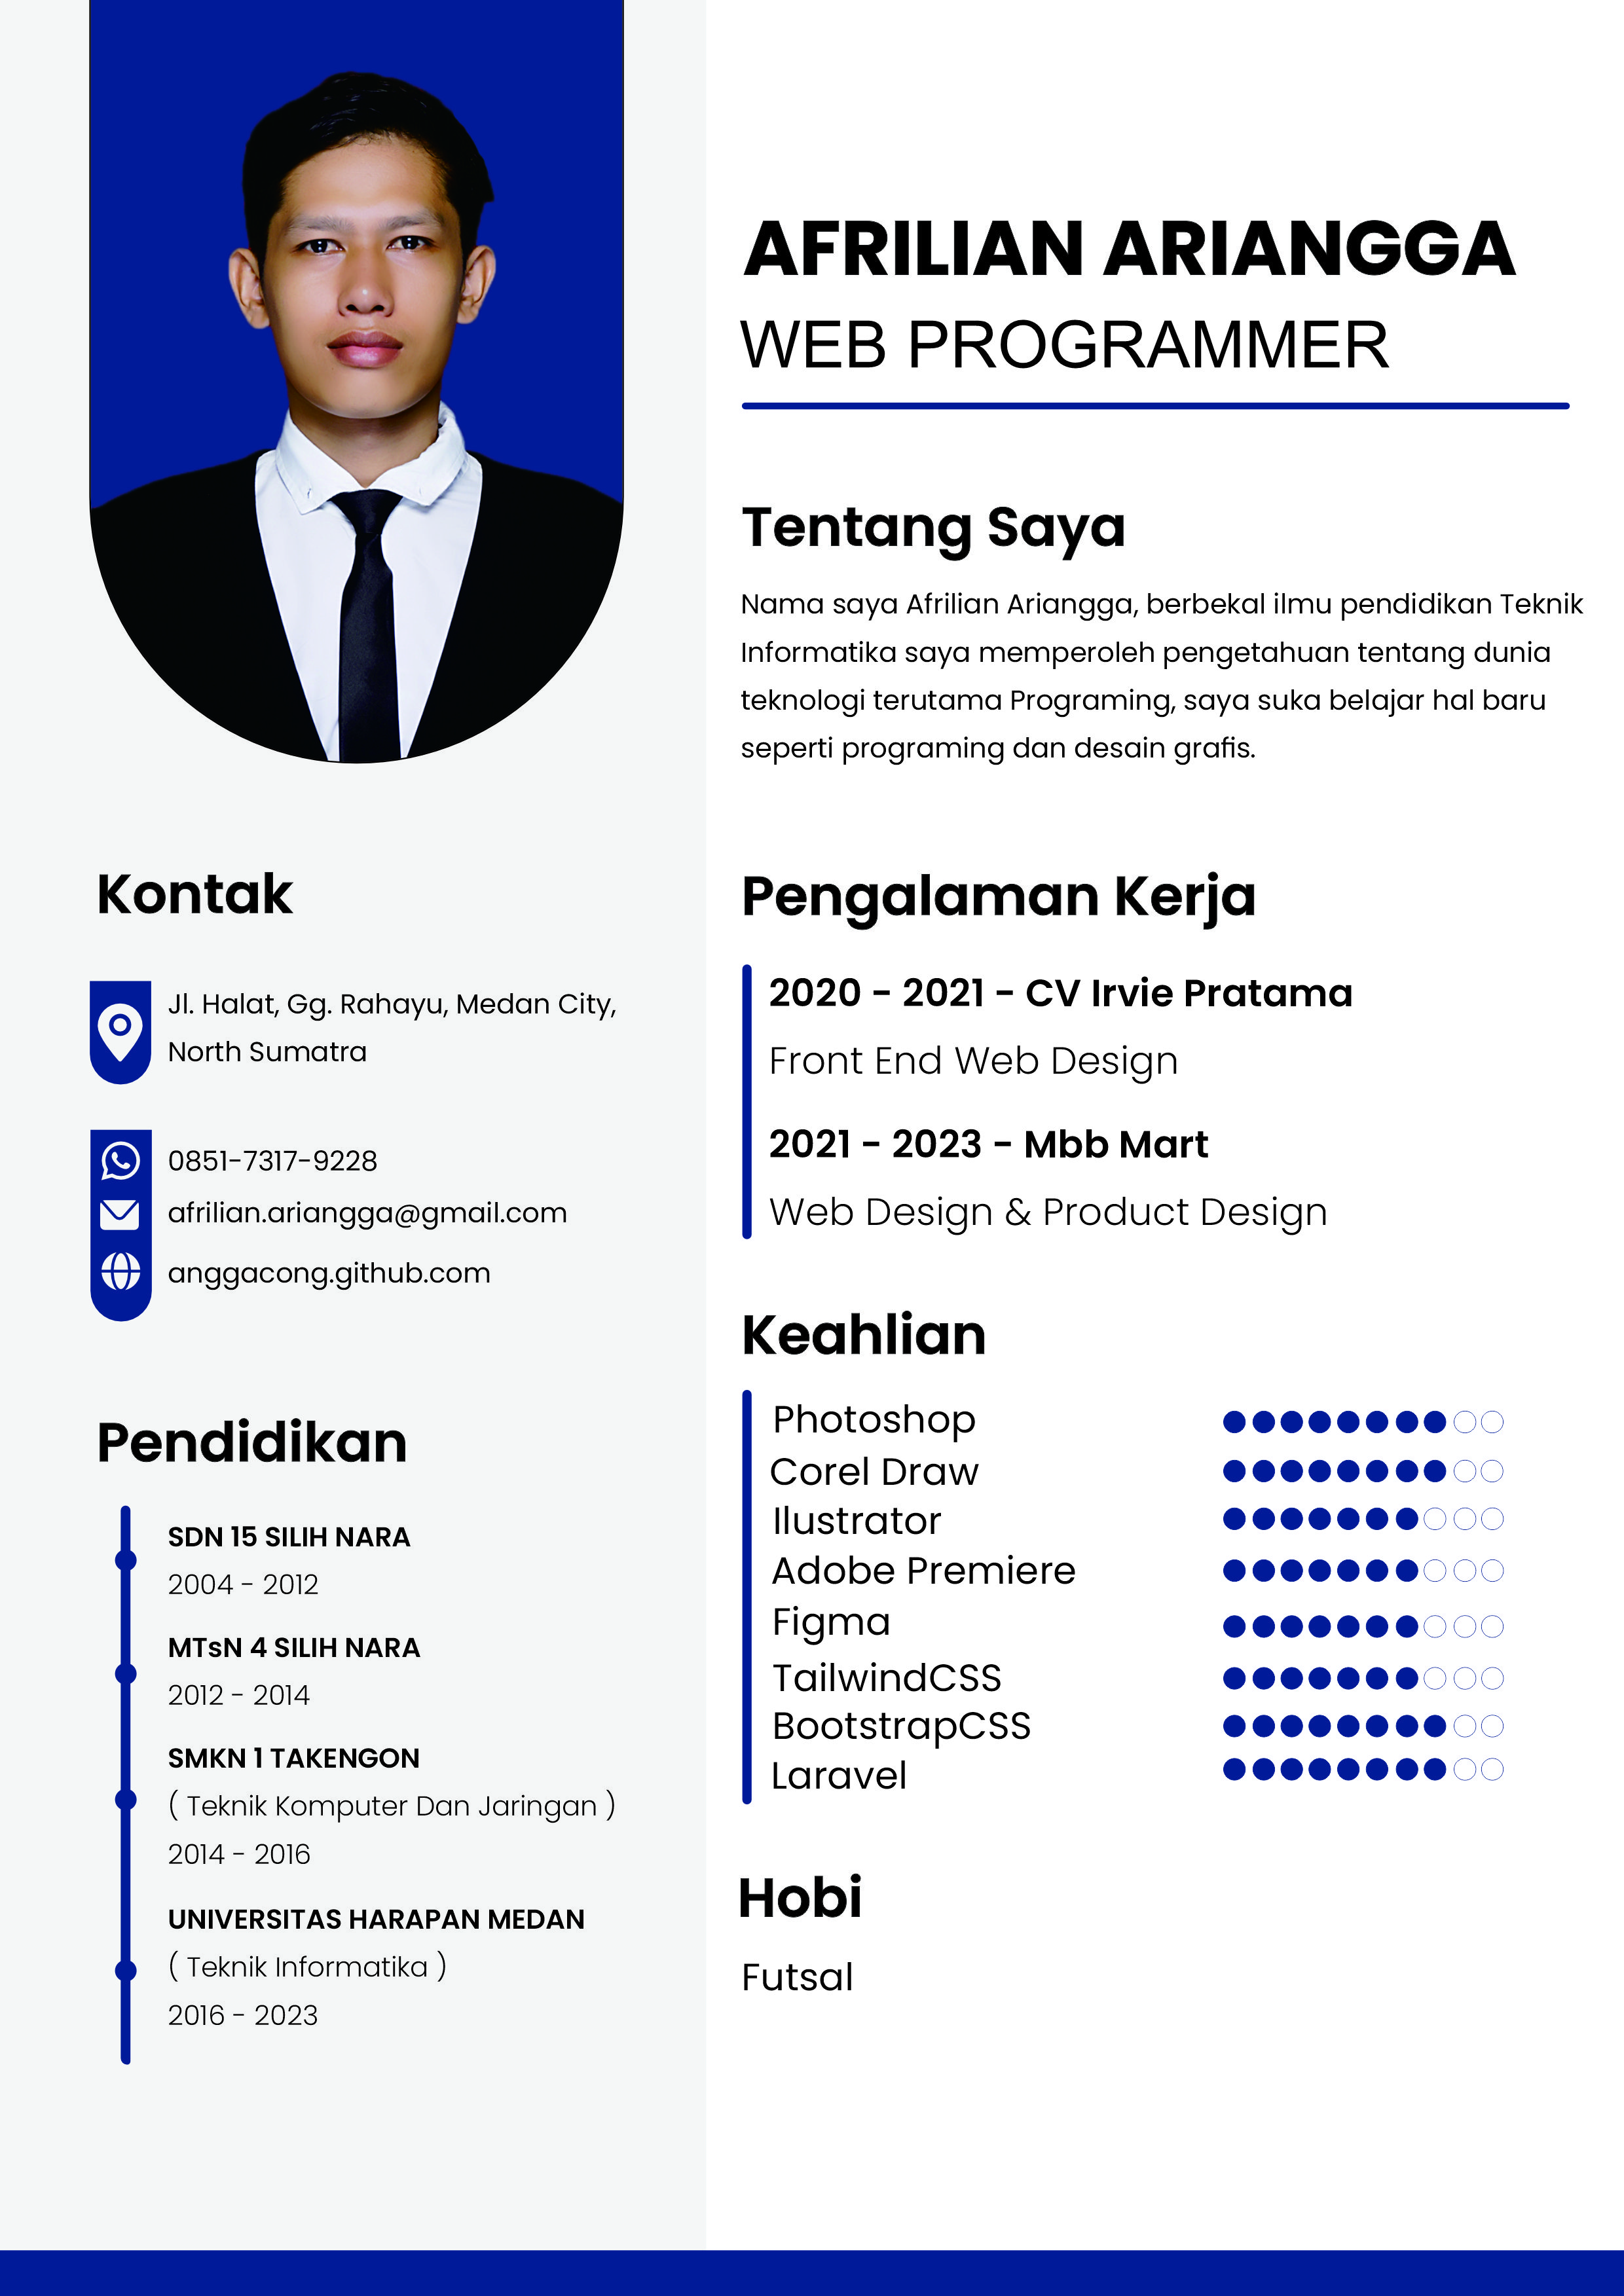 AFRILIAN ARIANGGA
WEB PROGRAMMER
Tentang Saya
Nama saya Afrilian Ariangga, berbekal ilmu pendidikan Teknik
Informatika saya memperoleh pengetahuan tentang dunia
teknologi terutama Programing, saya suka belajar hal baru
seperti programing dan desain grafis.
Kontak
Jl. Halat, Gg. Rahayu, Medan City,
North Sumatra
0851-7317-9228
afrilian.ariangga@gmail.com
anggacong.github.com
Pendidikan
SDN 15 SILIH NARA
2004 - 2012
MTsN 4 SILIH NARA
2012 - 2014
SMKN 1 TAKENGON
( Teknik Komputer Dan Jaringan )
2014 - 2016
UNIVERSITAS HARAPAN MEDAN
( Teknik Informatika )
2016 - 2023
Pengalaman Kerja
2020 - 2021 - CV Irvie Pratama
Front End Web Design
2021 - 2023 - Mbb Mart
Web Design & Product Design
Keahlian
Photoshop
Corel Draw
Ilustrator
Adobe Premiere
Figma
TailwindCSS
BootstrapCSS
Laravel
Hobi
Futsal